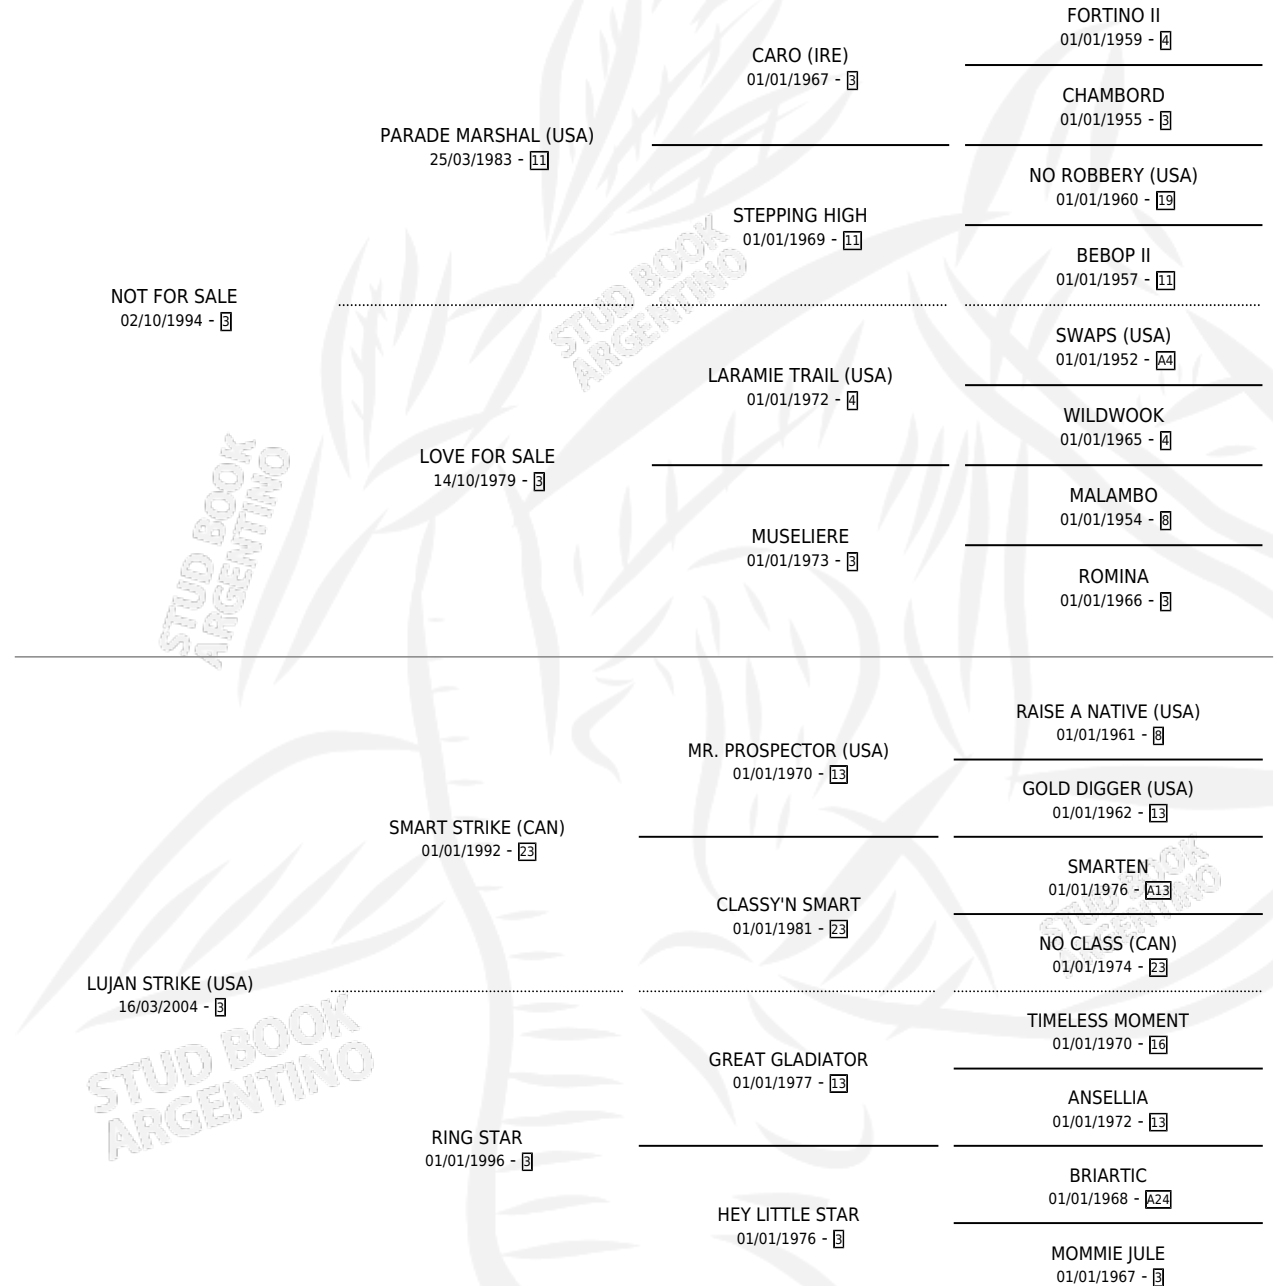 FORTINO II
01/01/1959 - 4
CARO (IRE)
01/01/1967 - 3
CHAMBORD
01/01/1955 - 3
PARADE MARSHAL (USA)
25/03/1983 - 11
NO ROBBERY (USA)
01/01/1960 - 19
STEPPING HIGH
01/01/1969 - 11
BEBOP II
01/01/1957 - 11
NOT FOR SALE
02/10/1994 - 3
SWAPS (USA)
01/01/1952 - A4
LARAMIE TRAIL (USA)
01/01/1972 - 4
WILDWOOK
01/01/1965 - 4
LOVE FOR SALE
14/10/1979 - 3
MALAMBO
01/01/1954 - 8
MUSELIERE
01/01/1973 - 3
ROMINA
01/01/1966 - 3
STUD BOOK
ARGENTINO
STUD BOOK
ARGENTINO
RAISE A NATIVE (USA)
01/01/1961 - 8
MR. PROSPECTOR (USA)
01/01/1970 - 13
GOLD DIGGER (USA)
01/01/1962 - 13
SMART STRIKE (CAN)
01/01/1992 - 23
SMARTEN
01/01/1976 - A13
CLASSY'N SMART
01/01/1981 - 23
NO CLASS (CAN)
01/01/1974 - 23
LUJAN STRIKE (USA)
16/03/2004 - 3
TIMELESS MOMENT
01/01/1970 - 16
GREAT GLADIATOR
01/01/1977 - 13
ANSELLIA
01/01/1972 - 13
RING STAR
01/01/1996 - 3
BRIARTIC
01/01/1968 - A24
HEY LITTLE STAR
01/01/1976 - 3
MOMMIE JULE
01/01/1967 - 3
STUD BOOK
ARGENTINO
STUD BOOK
ARGENTINO